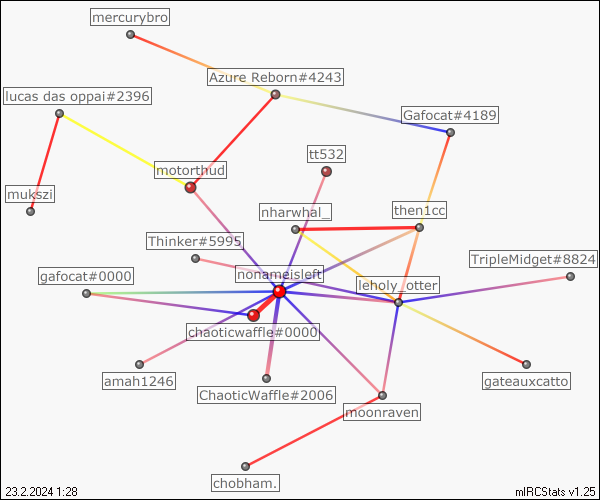 mercurybro
Azure Reborn#4243
lucas das oppai#2396
Gafocat#4189
tt532
motorthud
mukszi
nharwhal_
then1cc
Thinker#5995
TripleMidget#8824
gafocat#0000
nonameisleft
leholy_otter
chaoticwaffle#0000
amah1246
gateauxcatto
ChaoticWaffle#2006
moonraven
chobham.
23.2.2024 1:28
mIRCStats v1.25